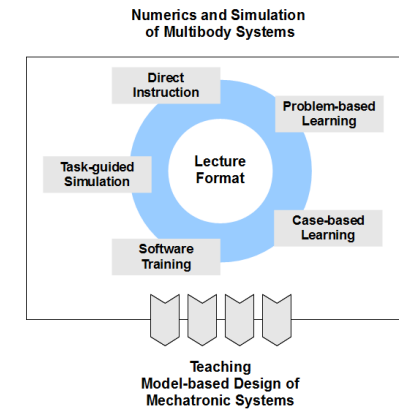 Numerics and Simulation
of Multibody Systems
Direct
Instruction
Problem-based
Learning
Task-guided
Simulation
Lecture
Format
Case-based
Learning
Software
Training
Teaching
Model-based Design of
Mechatronic Systems